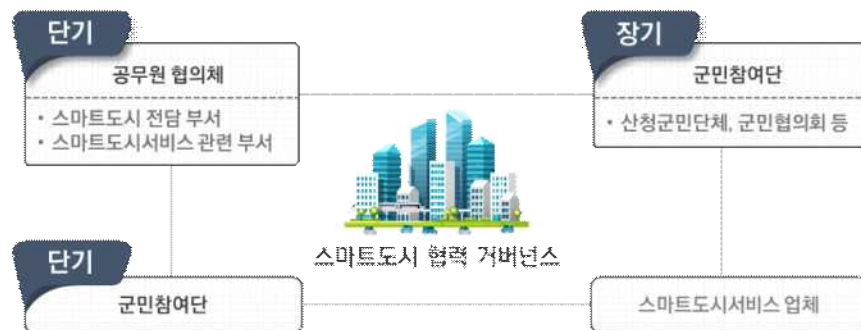 단기
공무원 협의체
• 스마트도시 전담 부서
• 스마트도시서비스 관련 부서
장기
군민참여단
• 산청군민단체, 군민협의회 등
스마트도시 협력 거버넌스
단기
군민참여단
스마트도시서비스 업체